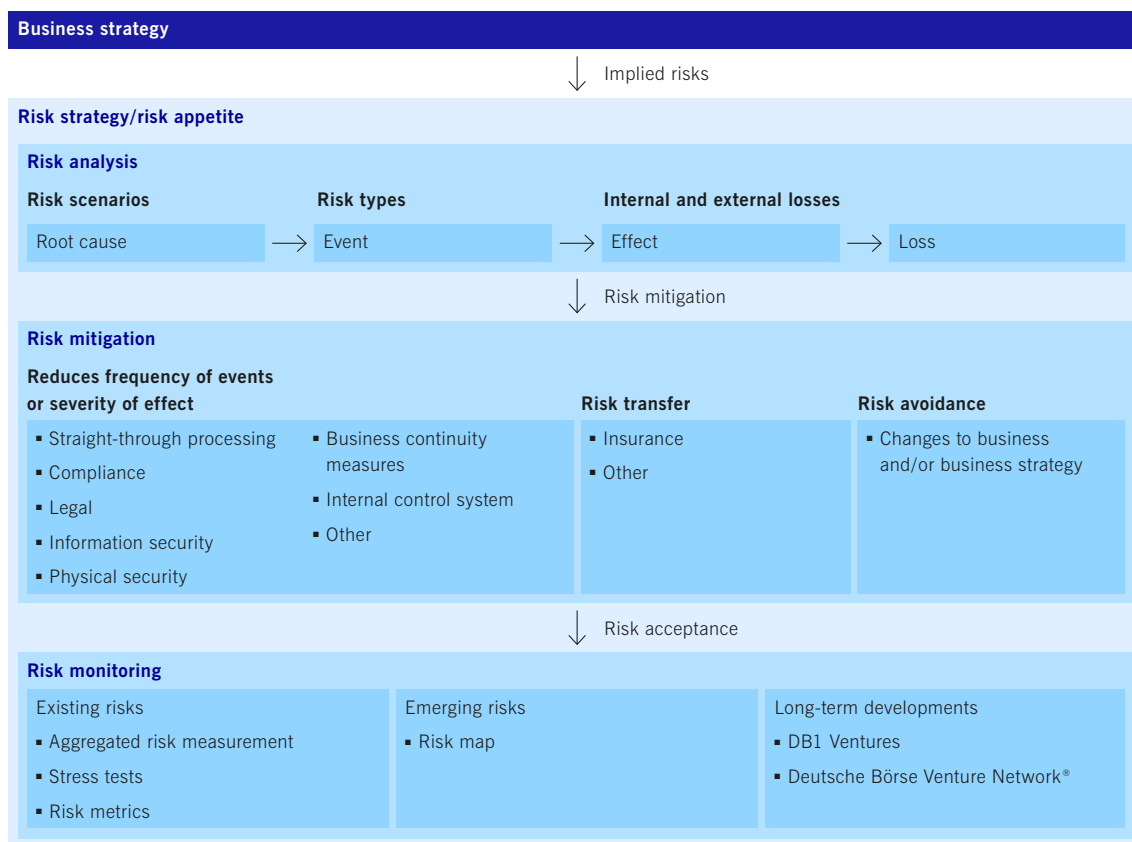 Business strategy
Implied risks
Risk strategy/risk appetite
Risk analysis
Risk scenarios
Risk types
Internal and external losses
Root cause
Event
Effect
Loss
Risk mitigation
Risk mitigation
Reduces frequency of events
or severity of effect
▪ Straight-through processing
▪ Compliance
▪ Legal
▪ Information security
▪ Physical security
▪ Business continuity
measures
▪ Internal control system
▪ Other
Risk transfer
▪ Insurance
▪ Other
Risk avoidance
▪ Changes to business
and/or business strategy
Risk acceptance
Risk monitoring
Existing risks
▪ Aggregated risk measurement
▪ Stress tests
▪ Risk metrics
Emerging risks
▪ Risk map
Long-term developments
▪ DB1 Ventures
▪ Deutsche Börse Venture Network®